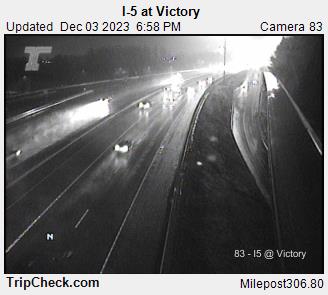 I-5 at Victory
Updated Dec 03 2023 6:58 PM Camera 83
T
N
83 - I5 @ Victory
TripCheck.com Milepost306.80